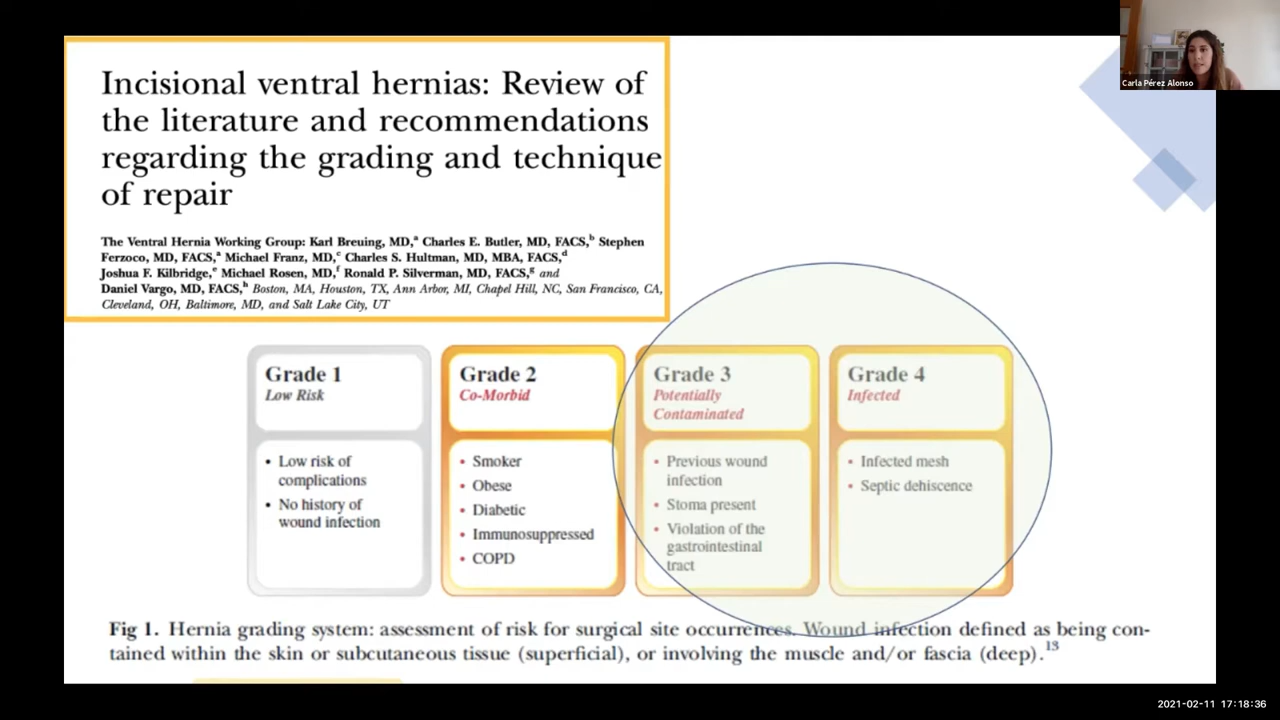 Incisional ventral hernias: Review of
the literature and recommendations
regarding the grading and technique
of repair
The Ventral Hernia Working Group: Karl Breuing, MD,ᵃ Charles E. Butler, MD, FACS,ᵇ Stephen
Ferzoco, MD, FACS,ᵃ Michael Franz, MD,ᶜ Charles S. Hultman, MD, MBA, FACS,ᵈ
Joshua F. Kilbridge,ᵉ Michael Rosen, MD,ᶠ Ronald P. Silverman, MD, FACS,ᵍ and
Daniel Vargo, MD, FACS,ʰ Boston, MA, Houston, TX, Ann Arbor, MI, Chapel Hill, NC, San Francisco, CA,
Cleveland, OH, Baltimore, MD, and Salt Lake City, UT
Carla Pérez Alonso
Grade 1
Low Risk
• Low risk of
complications
• No history of
wound infection
Grade 2
Co-Morbid
• Smoker
• Obese
• Diabetic
• Immunosuppressed
• COPD
Grade 3
Potentially
Contaminated
• Previous wound
infection
• Stoma present
• Violation of the
gastrointestinal
tract
Grade 4
Infected
• Infected mesh
• Septic dehiscence
Fig 1. Hernia grading system: assessment of risk for surgical site occurrences. Wound infection defined as being con-
tained within the skin or subcutaneous tissue (superficial), or involving the muscle and/or fascia (deep).¹³
2021-02-11 17:18:36